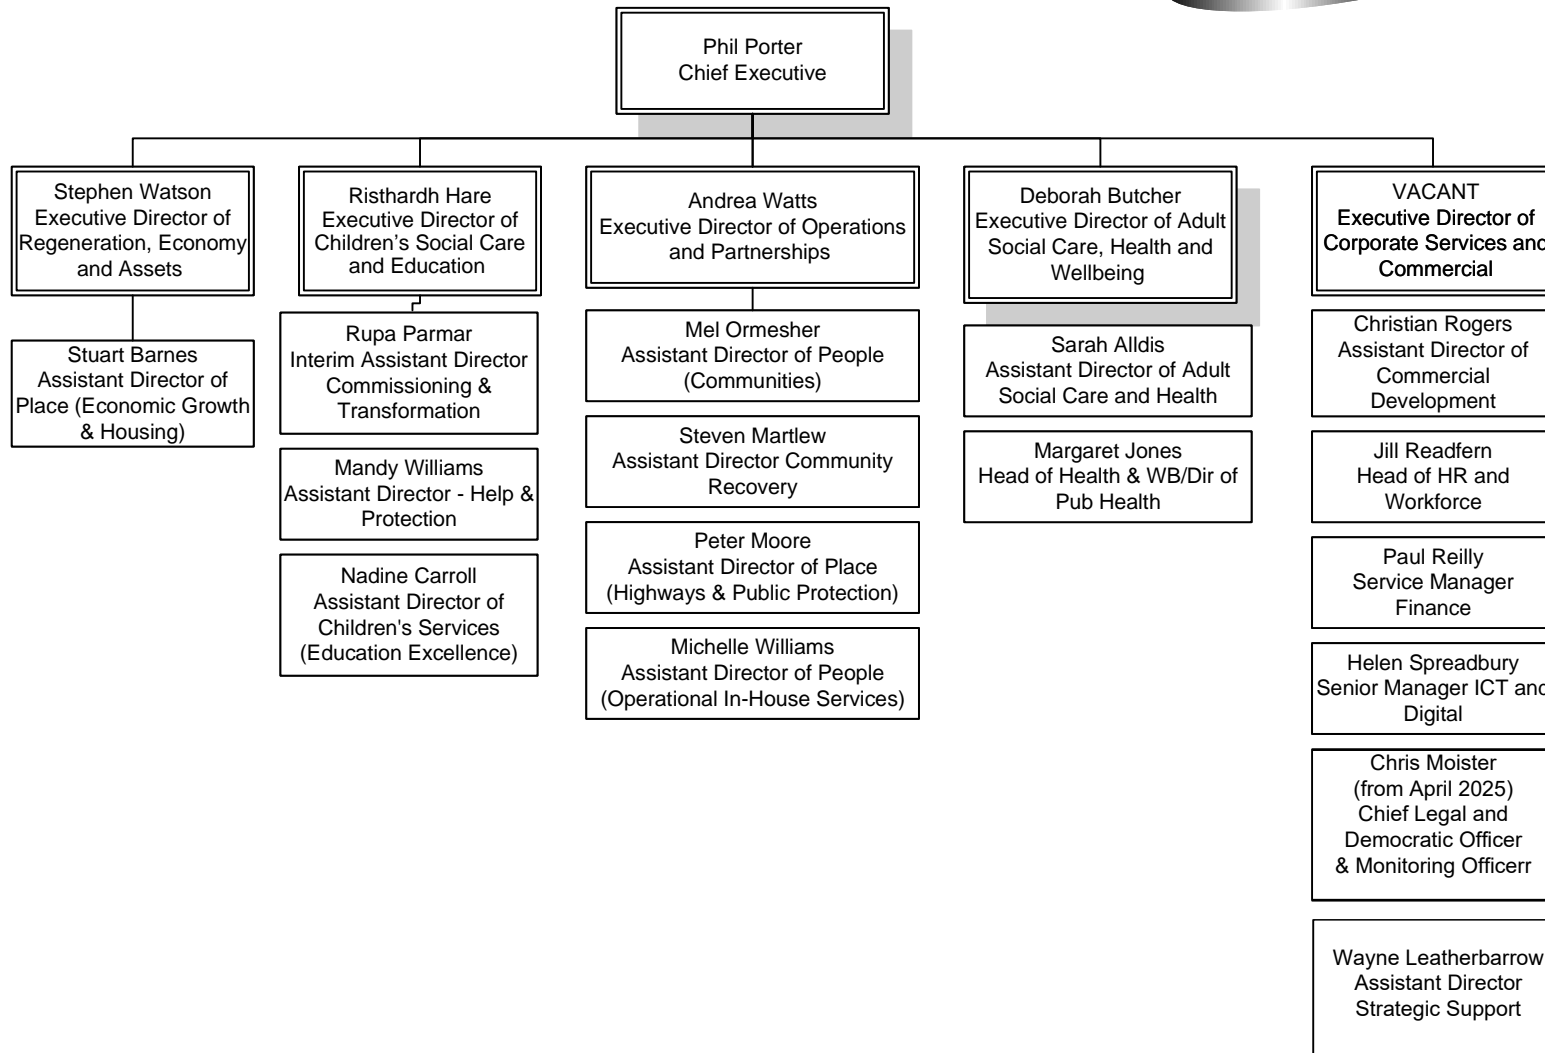 Phil Porter
Chief Executive
Stephen Watson
Executive Director of
Regeneration, Economy
and Assets
Risthardh Hare
Executive Director of
Children's Social Care
and Education
Andrea Watts
Executive Director of Operations
and Partnerships
Deborah Butcher
Executive Director of Adult
Social Care, Health and
Wellbeing
VACANT
Executive Director of
Corporate Services and
Commercial
Stuart Barnes
Assistant Director of
Place (Economic Growth
& Housing)
Rupa Parmar
Interim Assistant Director
Commissioning &
Transformation
Mandy Williams
Assistant Director - Help &
Protection
Nadine Carroll
Assistant Director of
Children's Services
(Education Excellence)
Mel Ormesher
Assistant Director of People
(Communities)
Steven Martlew
Assistant Director Community
Recovery
Peter Moore
Assistant Director of Place
(Highways & Public Protection)
Michelle Williams
Assistant Director of People
(Operational In-House Services)
Sarah Alldis
Assistant Director of Adult
Social Care and Health
Margaret Jones
Head of Health & WB/Dir of
Pub Health
Christian Rogers
Assistant Director of
Commercial
Development
Jill Readfern
Head of HR and
Workforce
Paul Reilly
Service Manager
Finance
Helen Spreadbury
Senior Manager ICT and
Digital
Chris Moister
(from April 2025)
Chief Legal and
Democratic Officer
& Monitoring Officerr
Wayne Leatherbarrow
Assistant Director
Strategic Support